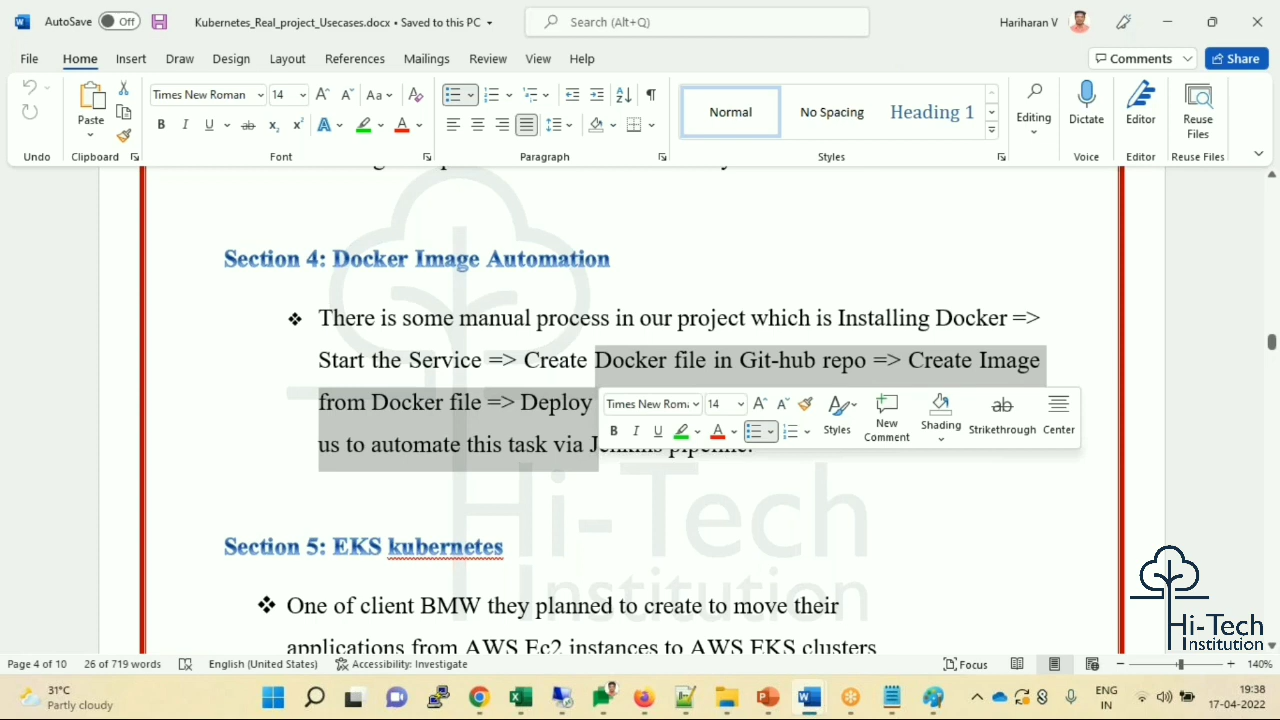 AutoSave Off Kubernetes_Real_project_Usecases.docx • Saved to this PC Search (Alt+Q) Hariharan V
File Home Insert Draw Design Layout References Mailings Review View Help Comments Share
Paste Times New Roman 14 Normal No Spacing Heading 1 Editing Dictate Editor Reuse Files
Undo Clipboard Font Paragraph Styles Voice Editor Reuse Files
Section 4: Docker Image Automation
❖ There is some manual process in our project which is Installing Docker =>
Start the Service => Create Docker file in Git-hub repo => Create Image
from Docker file => Deploy
us to automate this task via Jenkins pipeline.
Times New Roma 14 Styles New Comment Shading Strikethrough Center
Hi-Tech
Institution
Section 5: EKS kubernetes
❖ One of client BMW they planned to create to move their
applications from AWS Ec2 instances to AWS EKS clusters
Hi-Tech
Institution
Page 4 of 10 26 of 719 words English (United States) Accessibility: Investigate Focus 140%
31°C
Partly cloudy
ENG
IN
19:38
17-04-2022